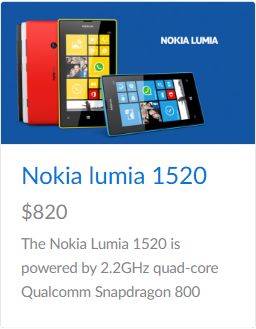 NOKIA LUMIA
Nokia lumia 1520
$820
The Nokia Lumia 1520 is
powered by 2.2GHz quad-core
Qualcomm Snapdragon 800